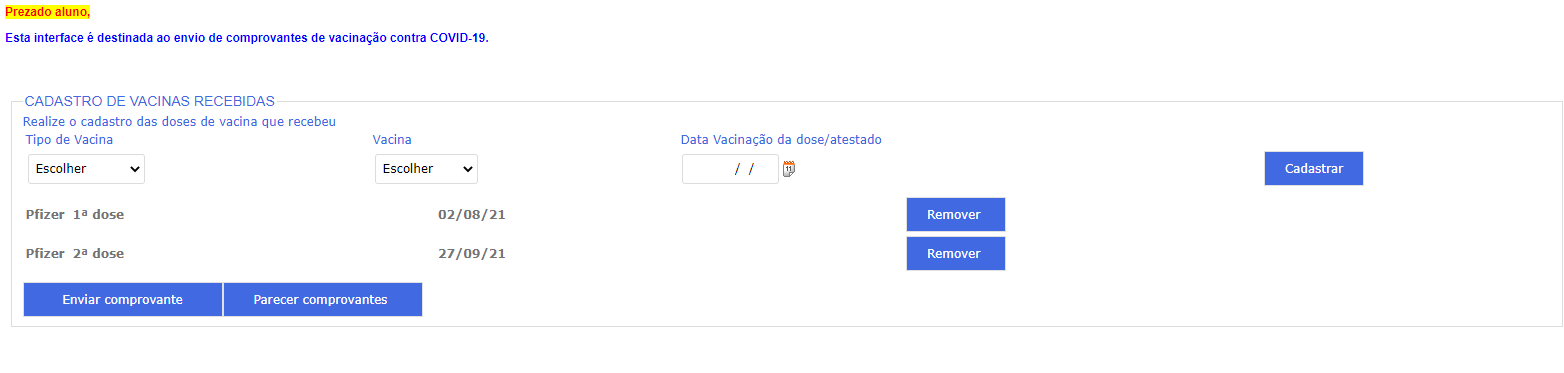 Prezado aluno,
Esta interface é destinada ao envio de comprovantes de vacinação contra COVID-19.
CADASTRO DE VACINAS RECEBIDAS
Realize o cadastro das doses de vacina que recebeu
Tipo de Vacina Vacina Data Vacinação da dose/atestado
Escolher Escolher / / 11 Cadastrar
Pfizer 1ª dose 02/08/21 Remover
Pfizer 2ª dose 27/09/21 Remover
Enviar comprovante Parecer comprovantes